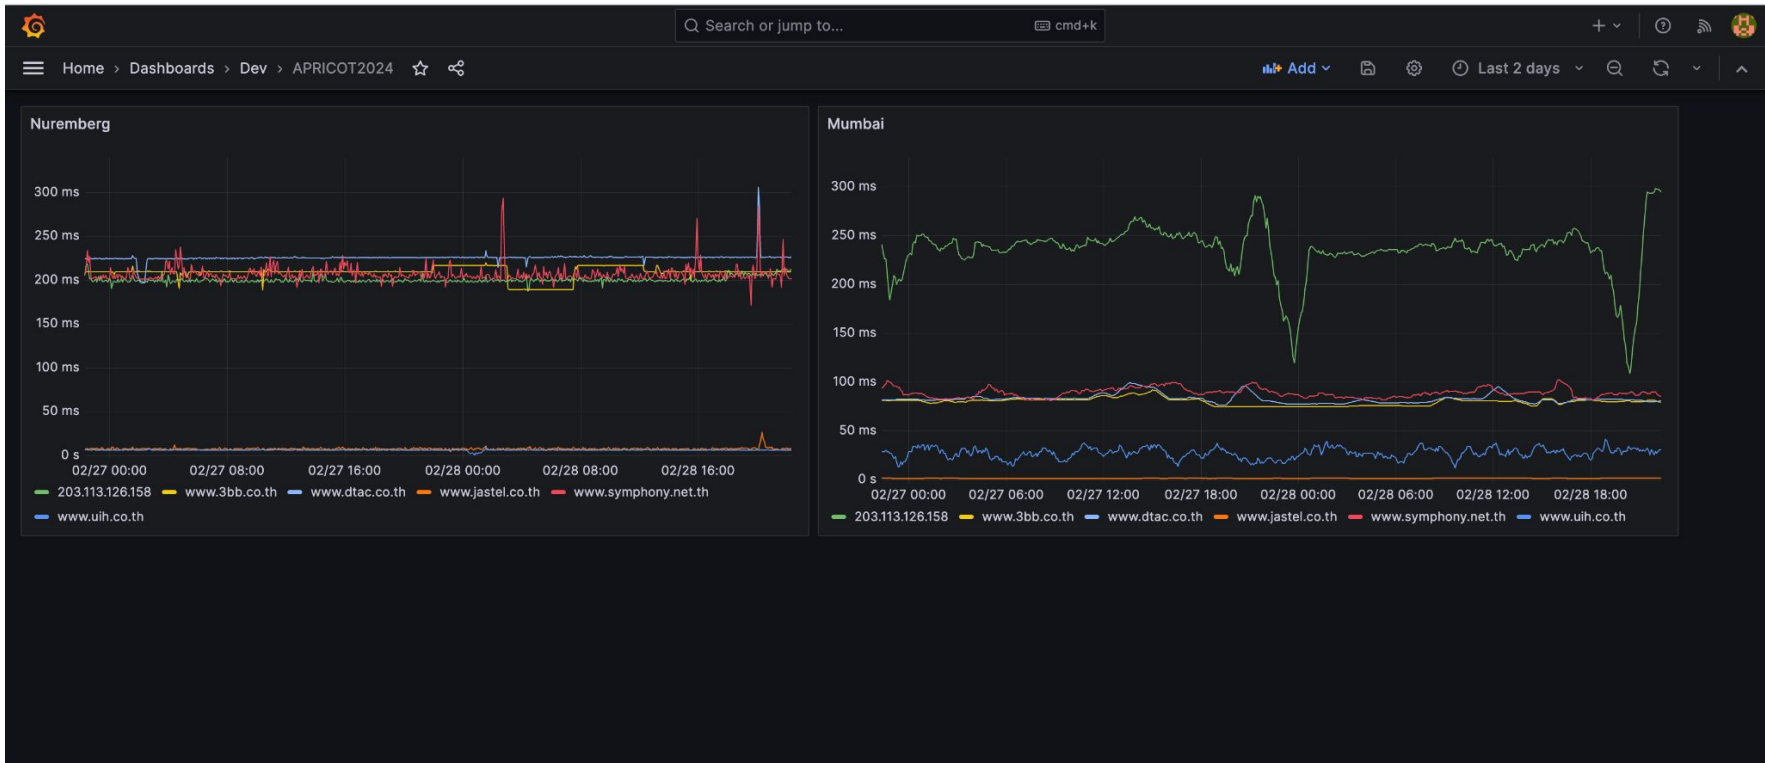 Search or jump to... cmd+k
Home › Dashboards › Dev › APRICOT2024
Add
Last 2 days
Nuremberg
300 ms
250 ms
200 ms
150 ms
100 ms
50 ms
0 s
02/27 00:00 02/27 08:00 02/27 16:00 02/28 00:00 02/28 08:00 02/28 16:00
203.113.126.158 www.3bb.co.th www.dtac.co.th www.jastel.co.th www.symphony.net.th
www.uih.co.th
Mumbai
300 ms
250 ms
200 ms
150 ms
100 ms
50 ms
0 s
02/27 00:00 02/27 06:00 02/27 12:00 02/27 18:00 02/28 00:00 02/28 06:00 02/28 12:00 02/28 18:00
203.113.126.158 www.3bb.co.th www.dtac.co.th www.jastel.co.th www.symphony.net.th www.uih.co.th